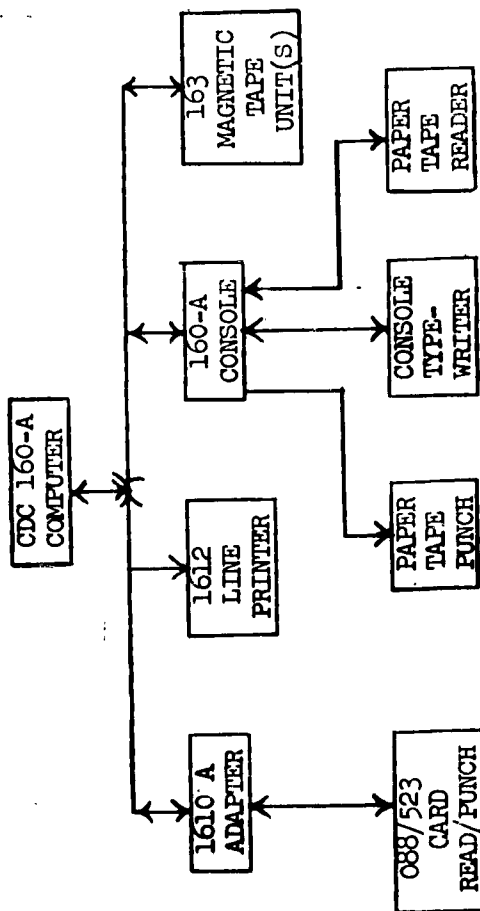 CDC 160-A
COMPUTER
1610 A
ADAPTER
1612
LINE
PRINTER
160-A
CONSOLE
163
MAGNETIC
TAPE
UNIT(S)
088/523
CARD
READ/PUNCH
PAPER
TAPE
PUNCH
CONSOLE
TYPE-
WRITER
PAPER
TAPE
READER